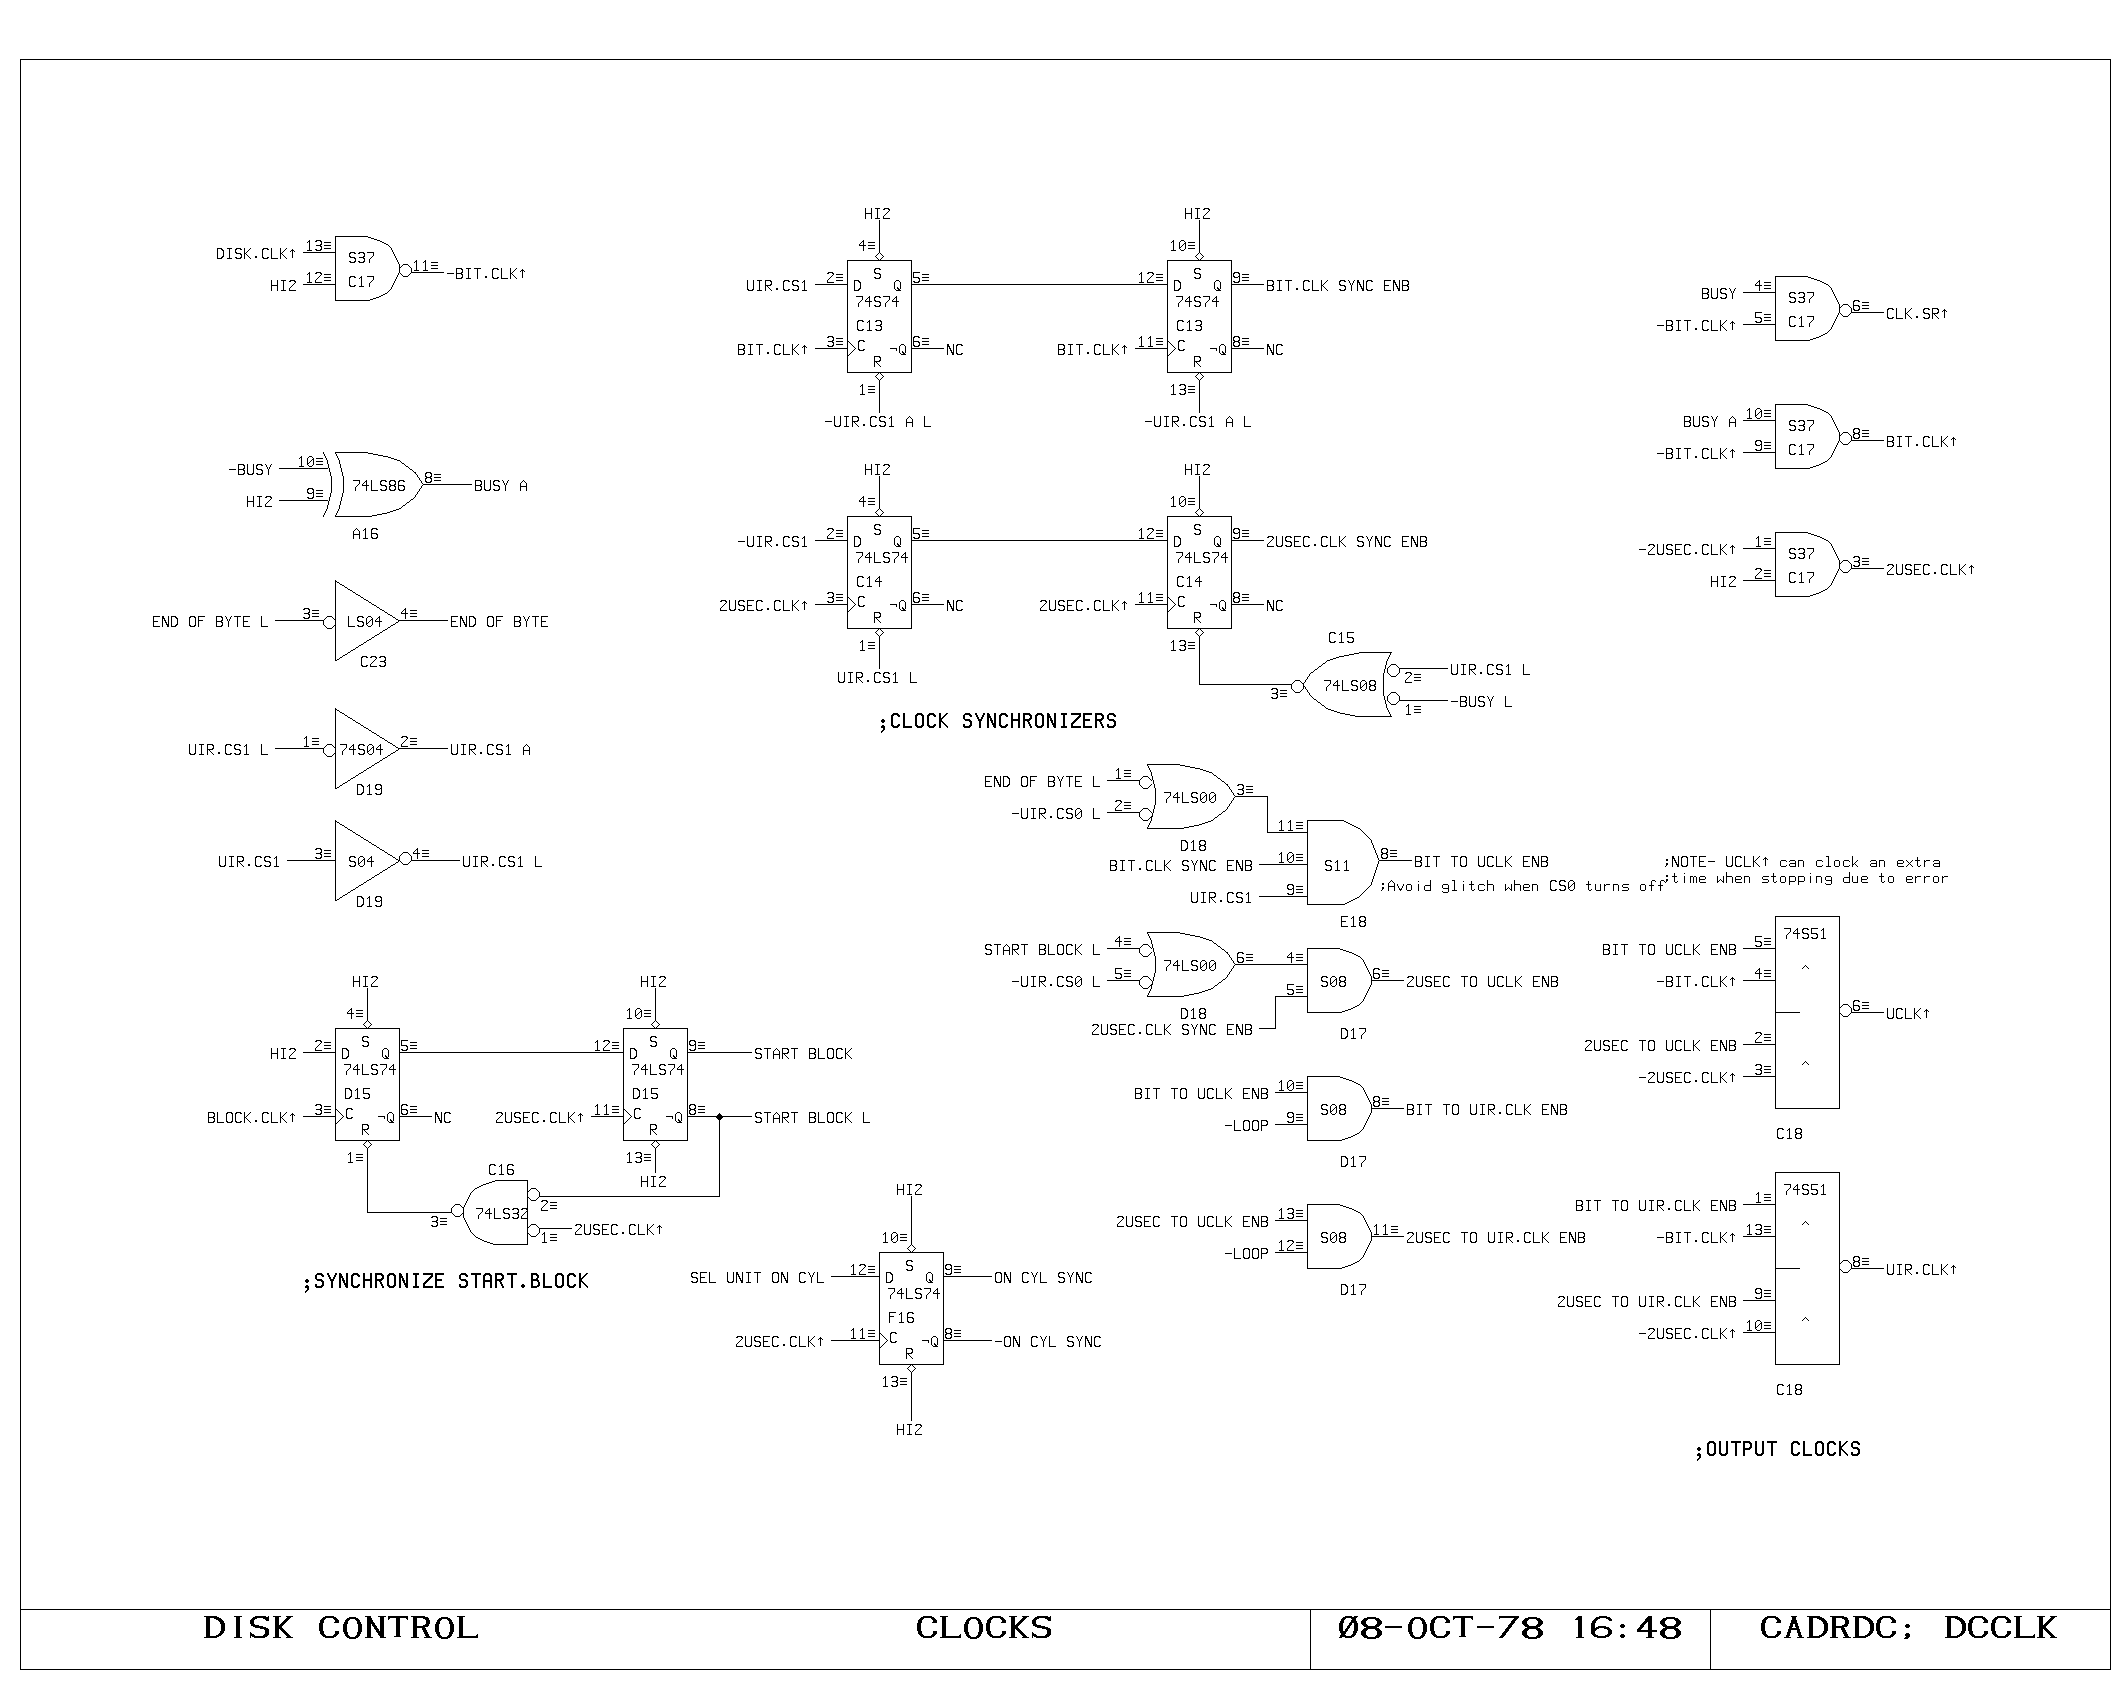 DISK.CLK↑ 13≡ S37 11≡ -BIT.CLK↑
HI2 12≡ C17
-BUSY 10≡ 74LS86 8≡ BUSY A
HI2 9≡
A16
END OF BYTE L 3≡ LS04 4≡ END OF BYTE
C23
UIR.CS1 L 1≡ 74S04 2≡ UIR.CS1 A
D19
UIR.CS1 3≡ S04 4≡ UIR.CS1 L
D19
HI2
4≡
HI2 2≡ D S Q 5≡
74LS74
D15
BLOCK.CLK↑ 3≡ C ¬Q 6≡ NC
R
1≡
HI2
10≡
12≡ D S Q 9≡ START BLOCK
74LS74
D15
2USEC.CLK↑ 11≡ C ¬Q 8≡ START BLOCK L
R
13≡
HI2
C16
74LS32 2≡
3≡ 1≡ 2USEC.CLK↑
;SYNCHRONIZE START.BLOCK
HI2
4≡
UIR.CS1 2≡ D S Q 5≡
74S74
C13
BIT.CLK↑ 3≡ C ¬Q 6≡ NC
R
1≡
-UIR.CS1 A L
HI2
10≡
12≡ D S Q 9≡ BIT.CLK SYNC ENB
74S74
C13
BIT.CLK↑ 11≡ C ¬Q 8≡ NC
R
13≡
-UIR.CS1 A L
HI2
4≡
-UIR.CS1 2≡ D S Q 5≡
74LS74
C14
2USEC.CLK↑ 3≡ C ¬Q 6≡ NC
R
1≡
UIR.CS1 L
HI2
10≡
12≡ D S Q 9≡ 2USEC.CLK SYNC ENB
74LS74
C14
2USEC.CLK↑ 11≡ C ¬Q 8≡ NC
R
13≡
C15
3≡ 74LS08 2≡ UIR.CS1 L
1≡ -BUSY L
;CLOCK SYNCHRONIZERS
END OF BYTE L 1≡ 74LS00 3≡
-UIR.CS0 L 2≡
D18
11≡
BIT.CLK SYNC ENB 10≡ S11 8≡ BIT TO UCLK ENB
UIR.CS1 9≡
E18
;Avoid glitch when CS0 turns off
START BLOCK L 4≡ 74LS00 6≡
-UIR.CS0 L 5≡
D18
4≡ S08 6≡ 2USEC TO UCLK ENB
2USEC.CLK SYNC ENB 5≡
D17
BIT TO UCLK ENB 10≡ S08 8≡ BIT TO UIR.CLK ENB
-LOOP 9≡
D17
2USEC TO UCLK ENB 13≡ S08 11≡ 2USEC TO UIR.CLK ENB
-LOOP 12≡
D17
HI2
10≡
SEL UNIT ON CYL 12≡ D S Q 9≡ ON CYL SYNC
74LS74
F16
2USEC.CLK↑ 11≡ C ¬Q 8≡ -ON CYL SYNC
R
13≡
HI2
BUSY 4≡ S37 6≡ CLK.SR↑
-BIT.CLK↑ 5≡ C17
BUSY A 10≡ S37 8≡ BIT.CLK↑
-BIT.CLK↑ 9≡ C17
-2USEC.CLK↑ 1≡ S37 3≡ 2USEC.CLK↑
HI2 2≡ C17
;NOTE- UCLK↑ can clock an extra
;time when stopping due to error
74S51
BIT TO UCLK ENB 5≡
-BIT.CLK↑ 4≡ ^
6≡ UCLK↑
2USEC TO UCLK ENB 2≡
-2USEC.CLK↑ 3≡ ^
C18
74S51
BIT TO UIR.CLK ENB 1≡
-BIT.CLK↑ 13≡ ^
8≡ UIR.CLK↑
2USEC TO UIR.CLK ENB 9≡
-2USEC.CLK↑ 10≡ ^
C18
;OUTPUT CLOCKS
DISK CONTROL CLOCKS Ø8-OCT-78 16:48 CADRDC; DCCLK